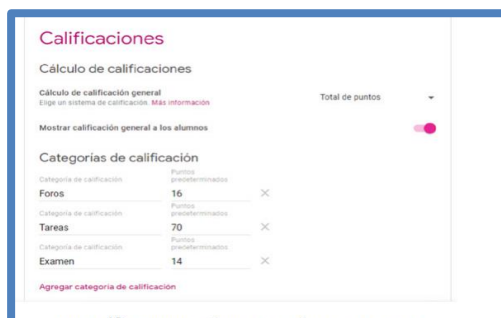 Calificaciones
Cálculo de calificaciones
Cálculo de calificación general
Elige un sistema de calificación. Más información
Total de puntos
Mostrar calificación general a los alumnos
Categorías de calificación
Categoría de calificación Puntos predeterminados
Foros 16
Categoría de calificación Puntos predeterminados
Tareas 70
Categoría de calificación Puntos predeterminados
Examen 14
Agregar categoría de calificación